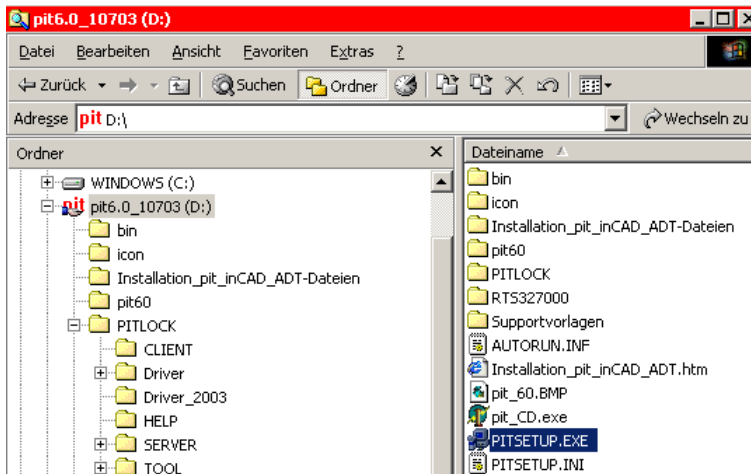 pit6.0_10703 (D:)
Datei Bearbeiten Ansicht Favoriten Extras ?
Zurück Suchen Ordner
Adresse pit D:\ Wechseln zu
Ordner
WINDOWS (C:)
pit pit6.0_10703 (D:)
bin
icon
Installation_pit_inCAD_ADT-Dateien
pit60
PITLOCK
CLIENT
Driver
Driver_2003
HELP
SERVER
TOOL
Dateiname
bin
icon
Installation_pit_inCAD_ADT-Dateien
pit60
PITLOCK
RTS327000
Supportvorlagen
AUTORUN.INF
Installation_pit_inCAD_ADT.htm
pit_60.BMP
pit_CD.exe
PITSETUP.EXE
PITSETUP.INI